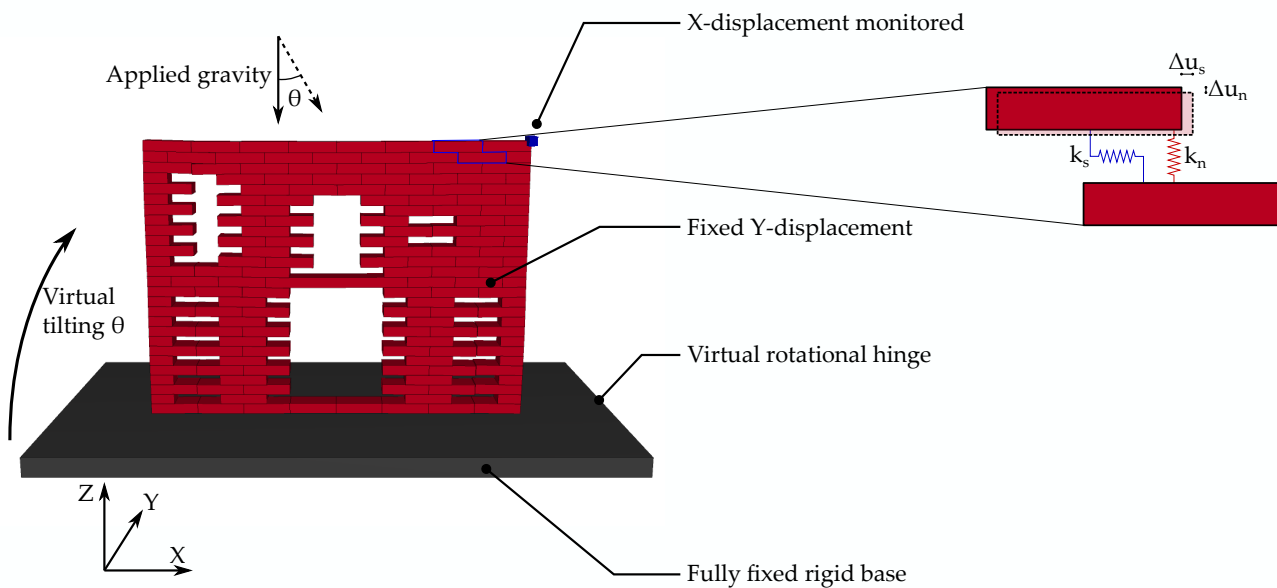 X-displacement monitored
Applied gravity
θ
Δuₛ
Δuₙ
kₛ
kₙ
Fixed Y-displacement
Virtual
tilting θ
Virtual rotational hinge
Z
Y
X
Fully fixed rigid base